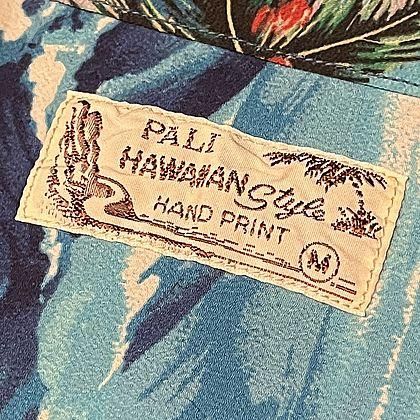 PALI
HAWAIIAN Style
HAND PRINT
M